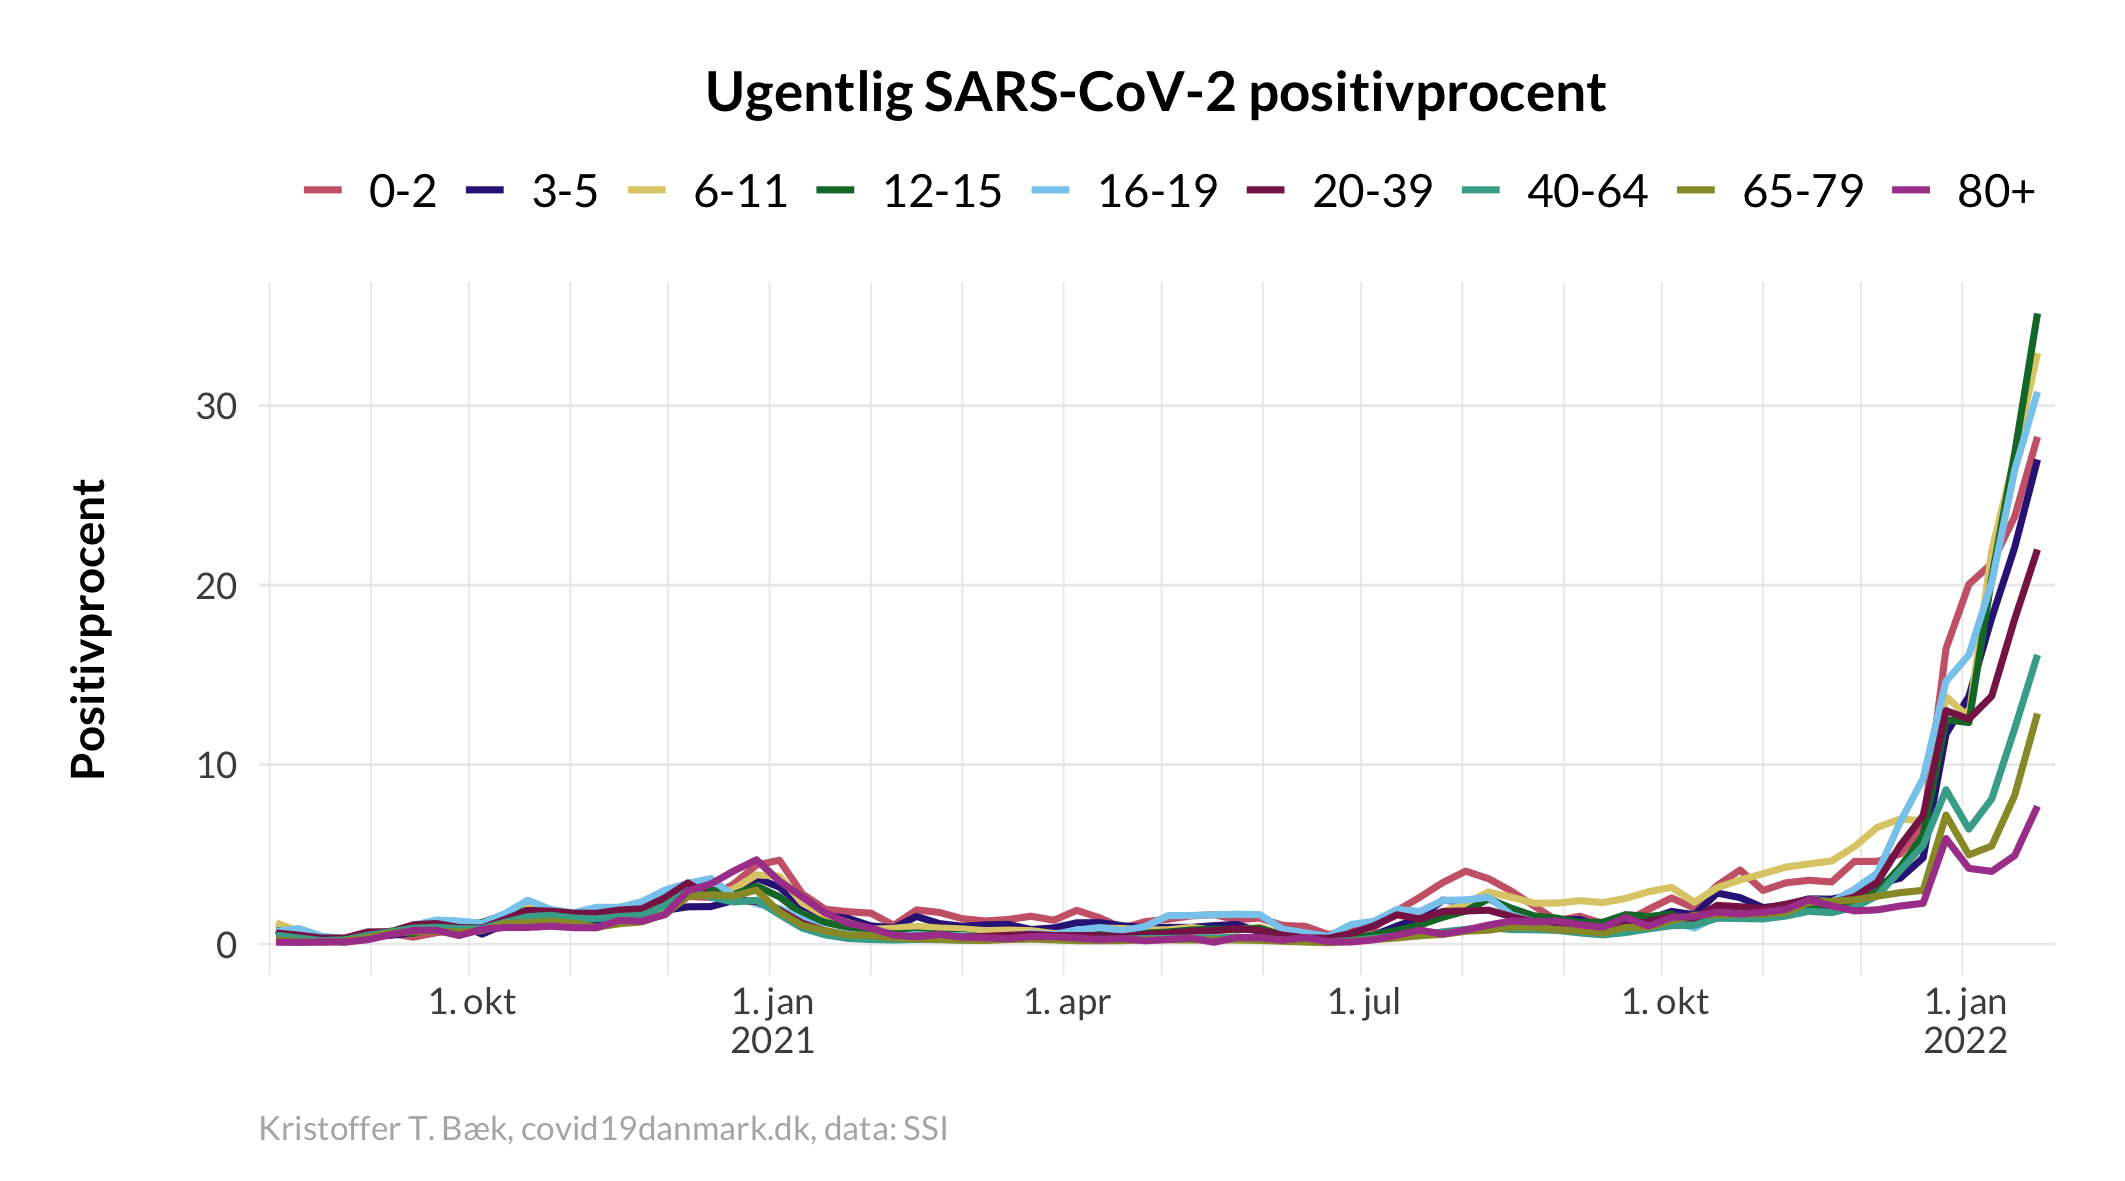 Ugentlig SARS-CoV-2 positivprocent
0-2 3-5 6-11 12-15 16-19 20-39 40-64 65-79 80+
Positivprocent
30
20
10
0
1. okt 1. jan 1. apr 1. jul 1. okt 1. jan
2021 2022
Kristoffer T. Bæk, covid19danmark.dk, data: SSI